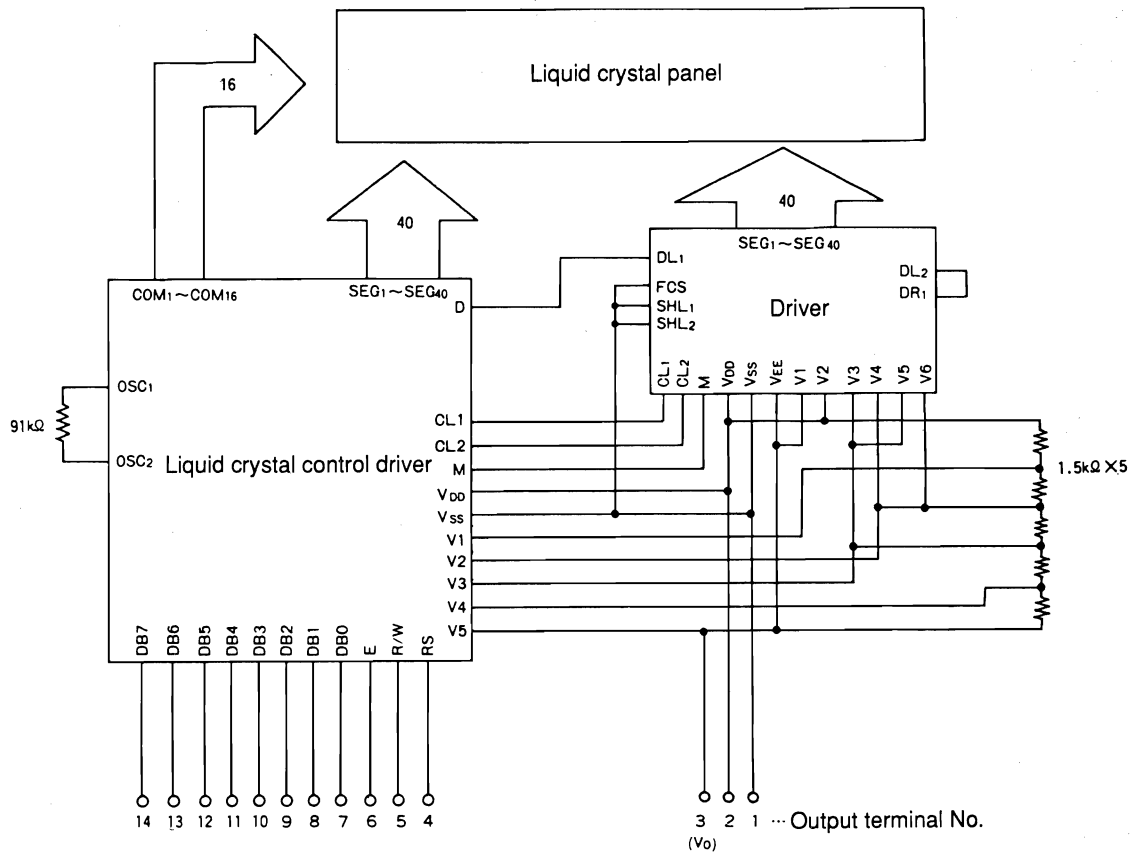 Liquid crystal panel
16
40
40
SEG1~SEG40
DL1
FCS
SHL1
SHL2
DL2
DR1
Driver
CL1
CL2
M
VDD
VSS
VEE
V1
V2
V3
V4
V5
V6
COM1~COM16
SEG1~SEG40
D
OSC1
OSC2
91kΩ
Liquid crystal control driver
CL1
CL2
M
VDD
VSS
V1
V2
V3
V4
V5
1.5kΩ×5
DB7
DB6
DB5
DB4
DB3
DB2
DB1
DB0
E
R/W
RS
14 13 12 11 10 9 8 7 6 5 4
3 2 1 ··· Output terminal No.
(Vo)